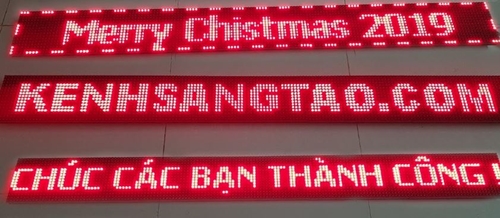 Merry Chistmas 2019
KENHSANGTAO.COM
CHÚC CÁC BẠN THÀNH CÔNG !